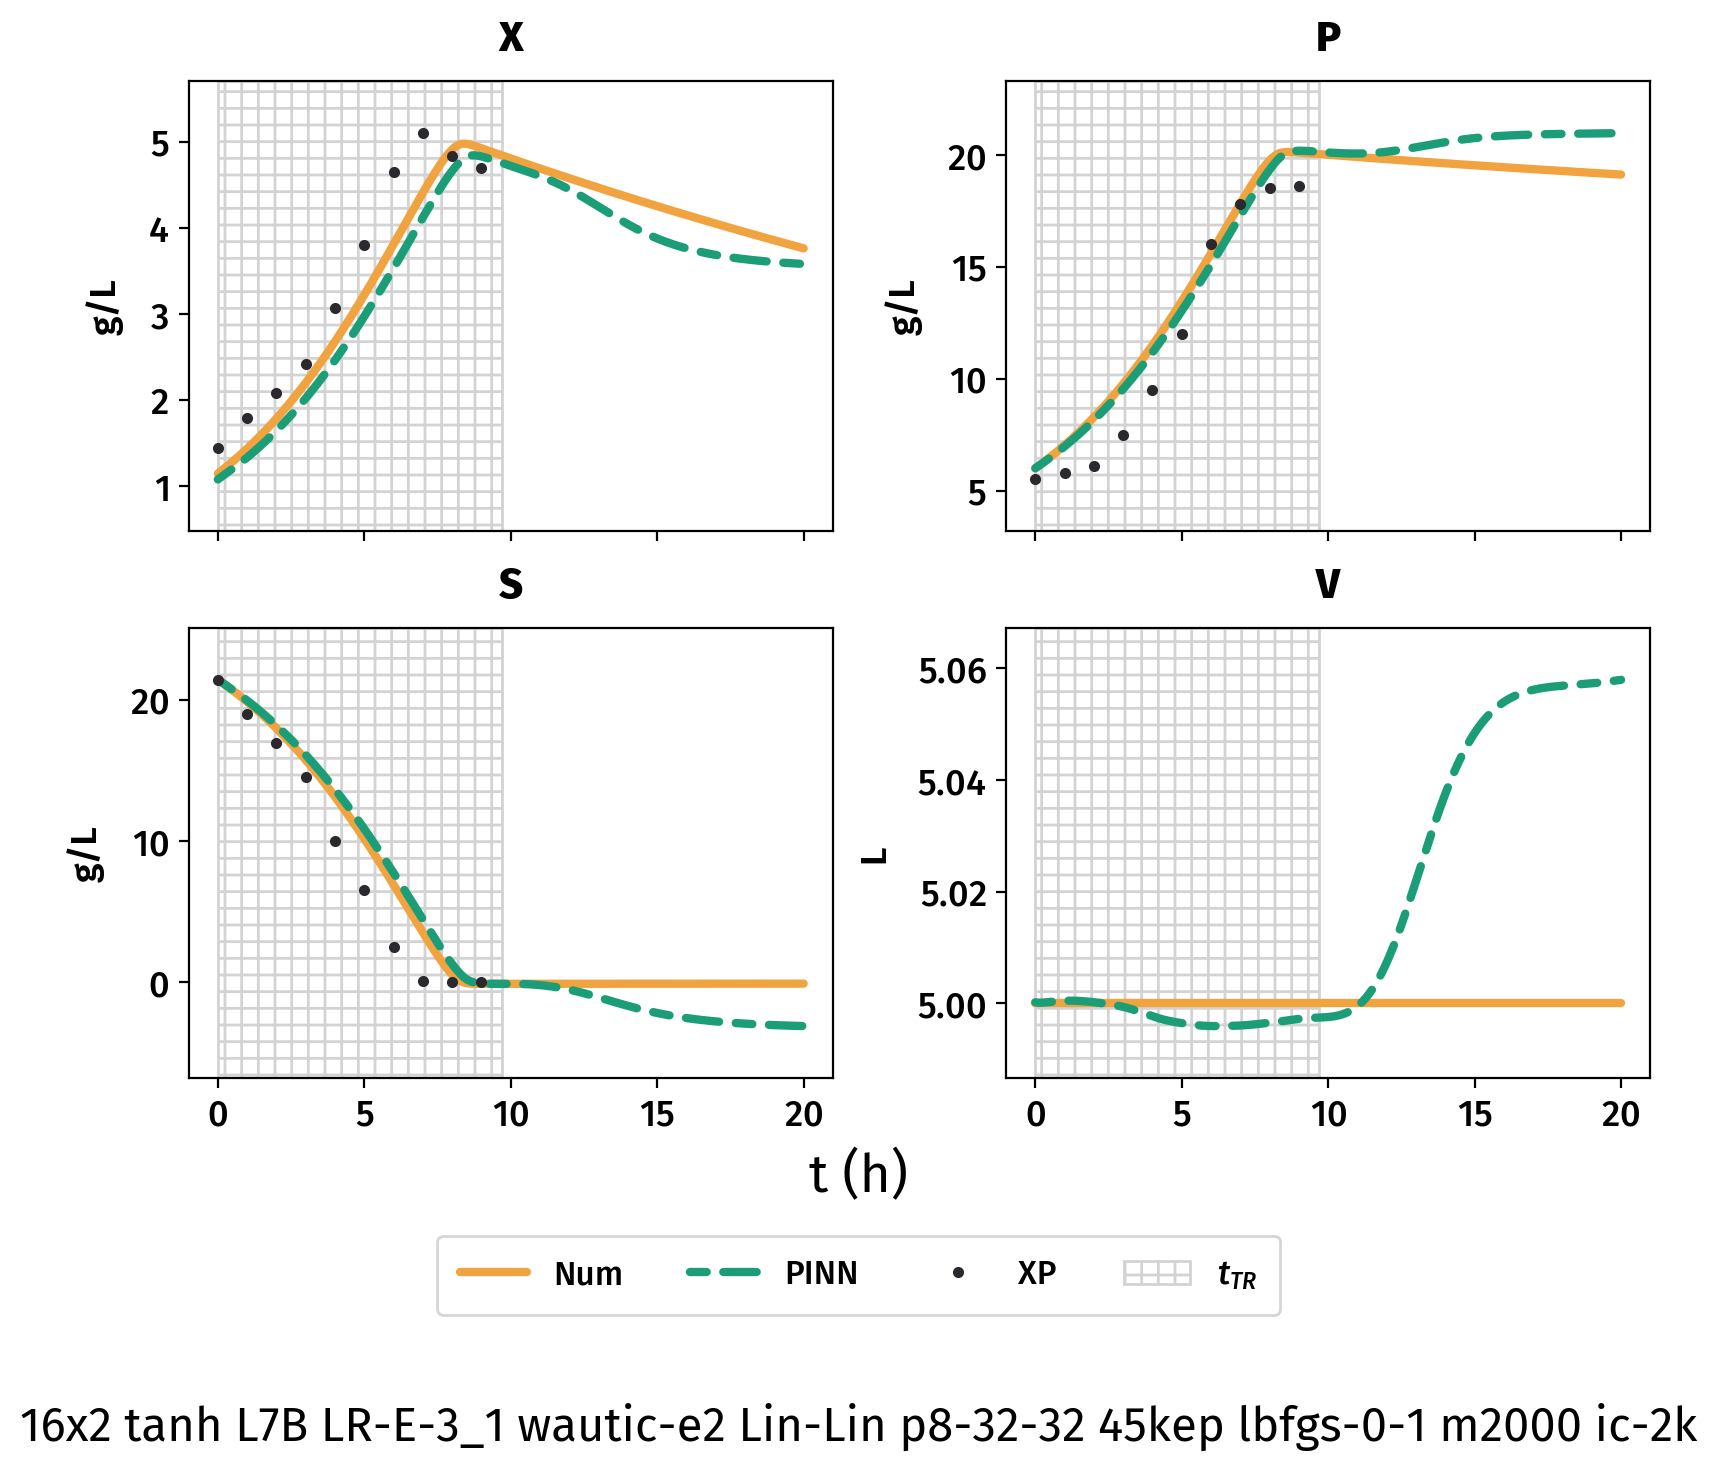 X
P
5
4
3
2
1
g/L
20
15
10
5
g/L
S
V
20
10
0
g/L
5.06
5.04
5.02
5.00
L
0 5 10 15 20
0 5 10 15 20
t (h)
Num PINN XP tTR
16x2 tanh L7B LR-E-3_1 wautic-e2 Lin-Lin p8-32-32 45kep lbfgs-0-1 m2000 ic-2k